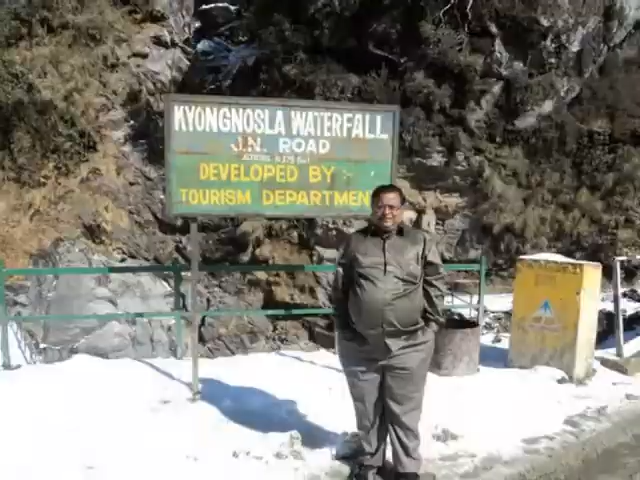 KYONGNOSLA WATERFALL
J.N. ROAD
DEVELOPED BY :-
TOURISM DEPARTMEN